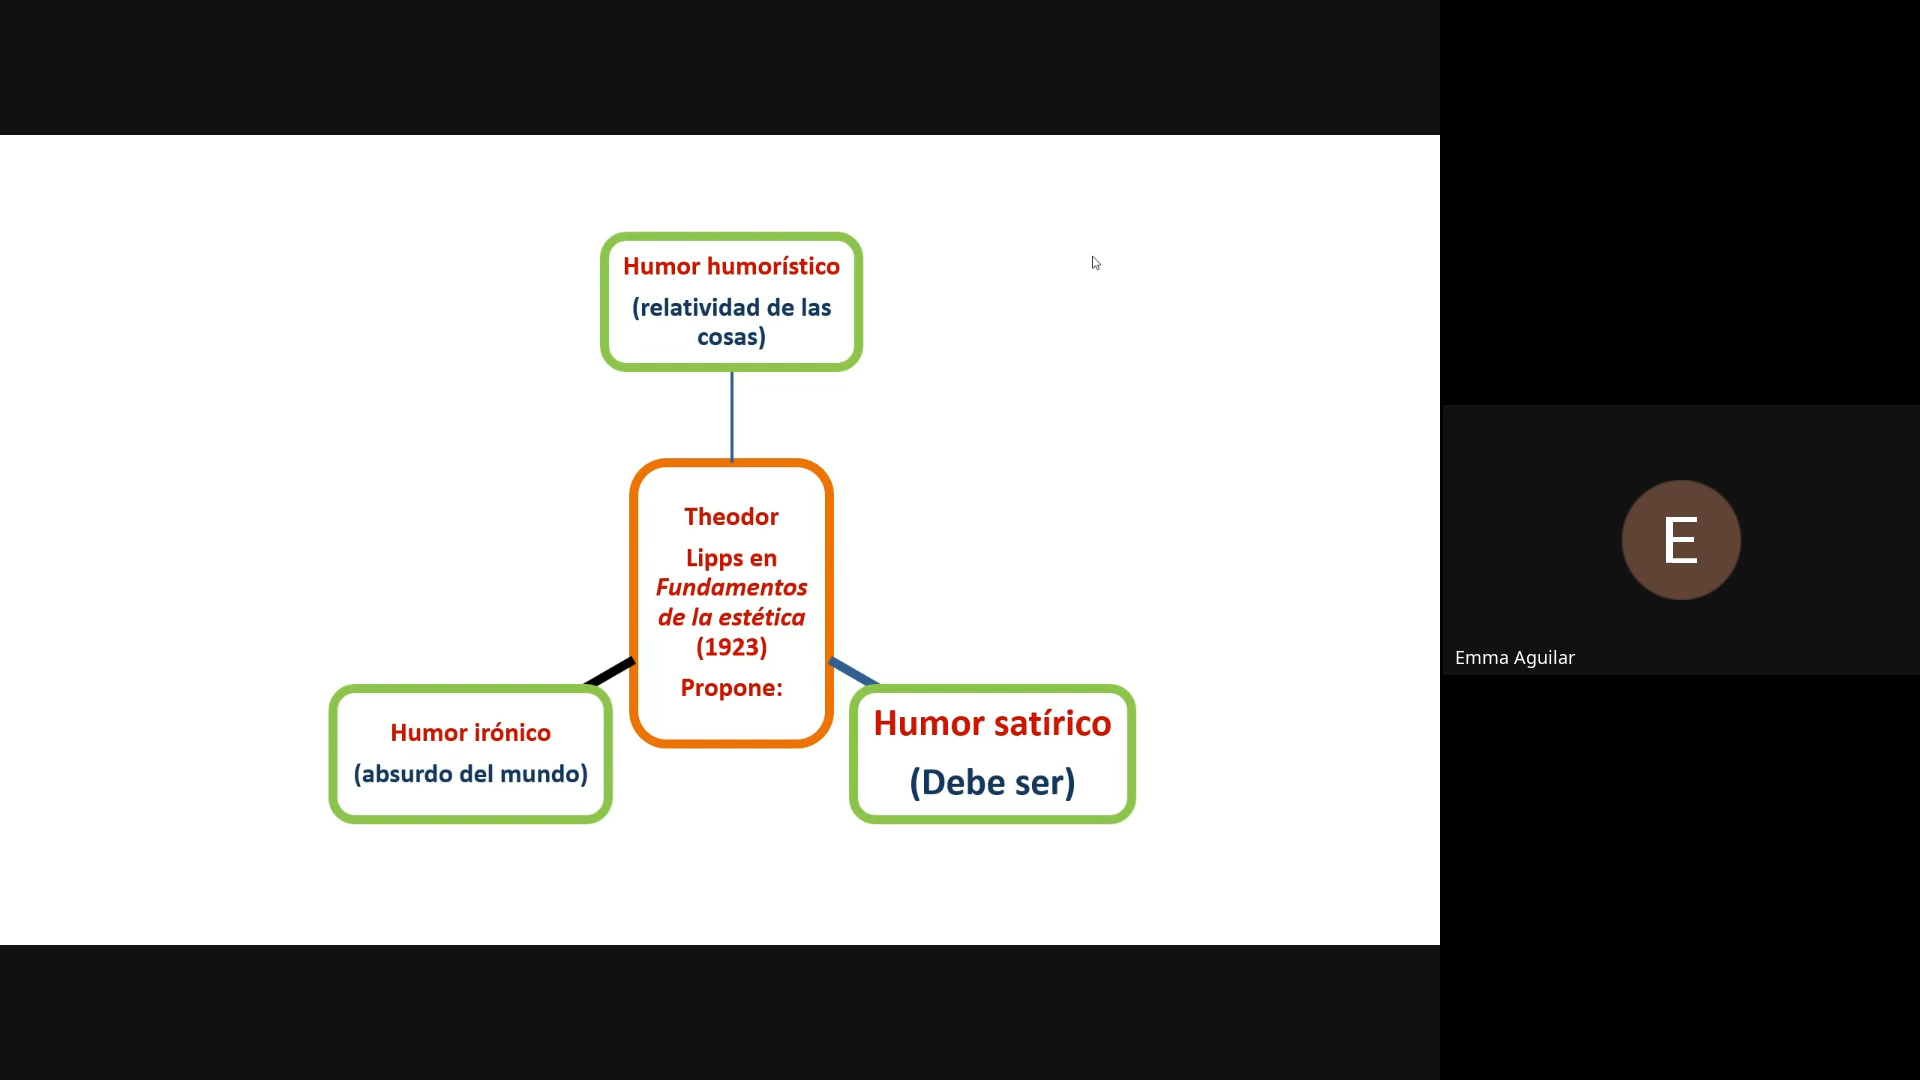 Humor humorístico
(relatividad de las
cosas)
Theodor
Lipps en
Fundamentos
de la estética
(1923)
Propone:
Humor irónico
(absurdo del mundo)
Humor satírico
(Debe ser)
E
Emma Aguilar